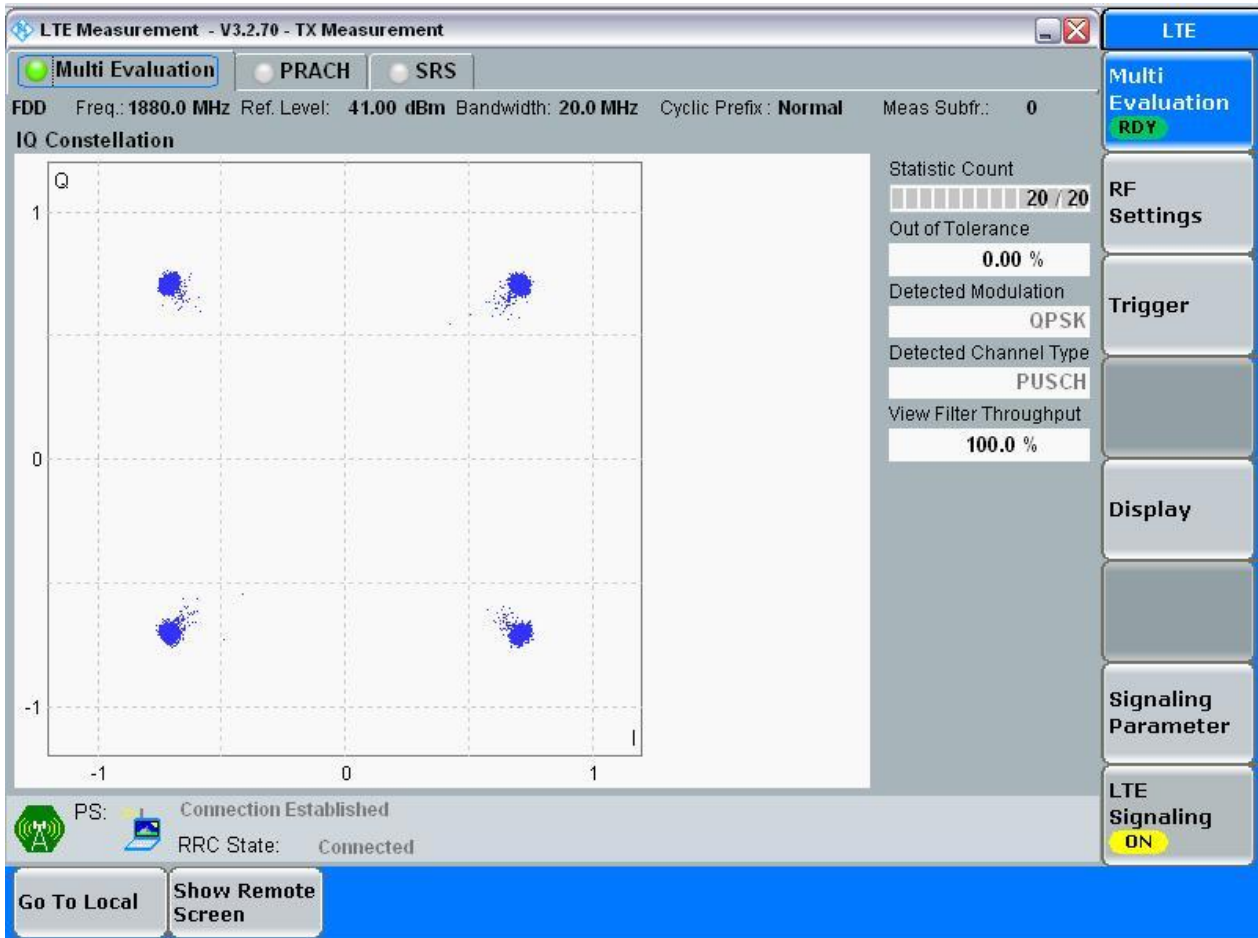 LTE Measurement - V3.2.70 - TX Measurement
LTE
Multi Evaluation
PRACH
SRS
FDD Freq.: 1880.0 MHz Ref. Level: 41.00 dBm Bandwidth: 20.0 MHz Cyclic Prefix : Normal Meas Subfr.: 0
IQ Constellation
Q
1
0
-1
I
-1 0 1
Statistic Count
20 / 20
Out of Tolerance
0.00 %
Detected Modulation
QPSK
Detected Channel Type
PUSCH
View Filter Throughput
100.0 %
Multi
Evaluation
RDY
RF
Settings
Trigger
Display
Signaling
Parameter
LTE
Signaling
ON
PS: Connection Established
RRC State: Connected
Go To Local
Show Remote
Screen